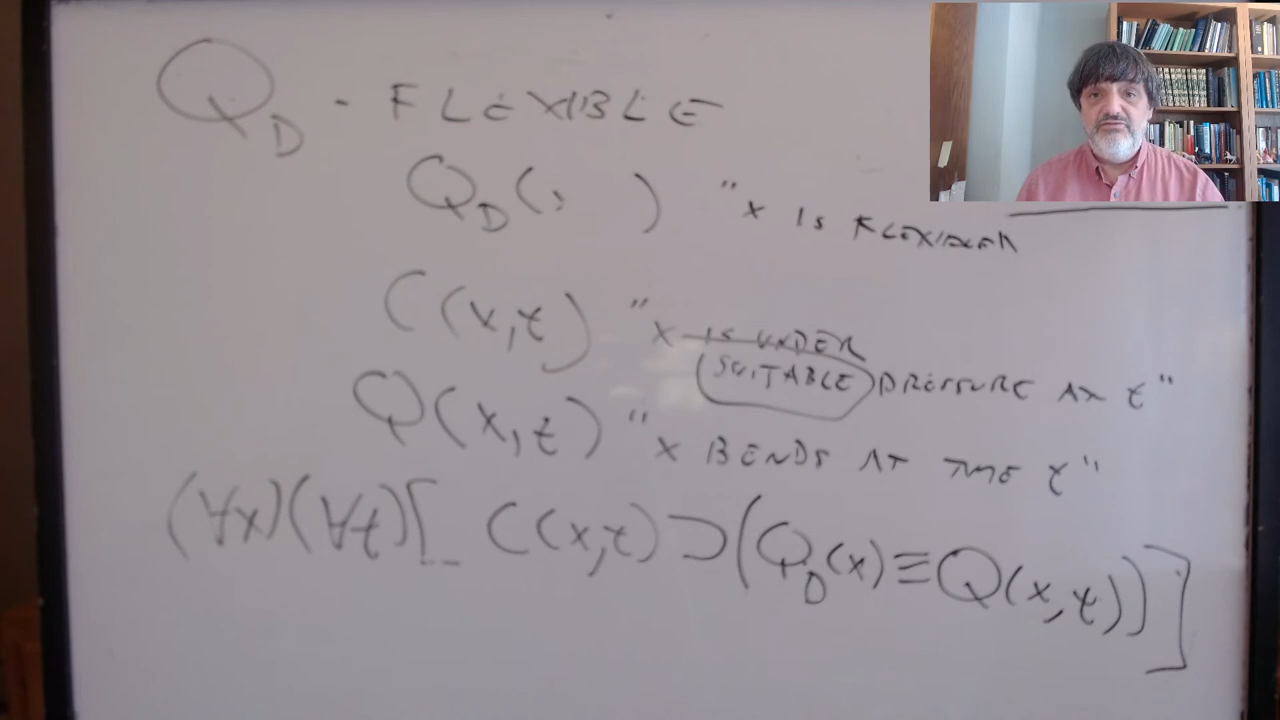 Q_D - FLEXIBLE
Q_D( ) "x IS FLEXIBLE"
C(x,t) "x IS UNDER
SUITABLE PRESSURE AT t"
Q(x,t) "x BENDS AT TIME t"
(∀x)(∀t)[ C(x,t) ⊃ (Q_D(x) ≡ Q(x,t))]